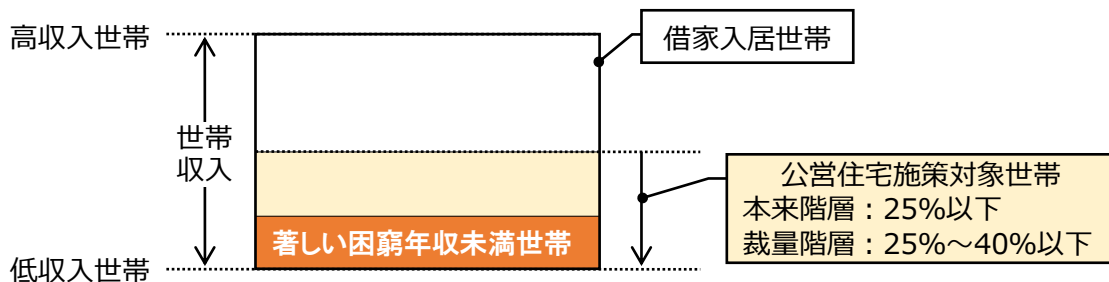 高収入世帯
借家入居世帯
世帯
収入
公営住宅施策対象世帯
本来階層：25%以下
裁量階層：25%～40%以下
著しい困窮年収未満世帯
低収入世帯